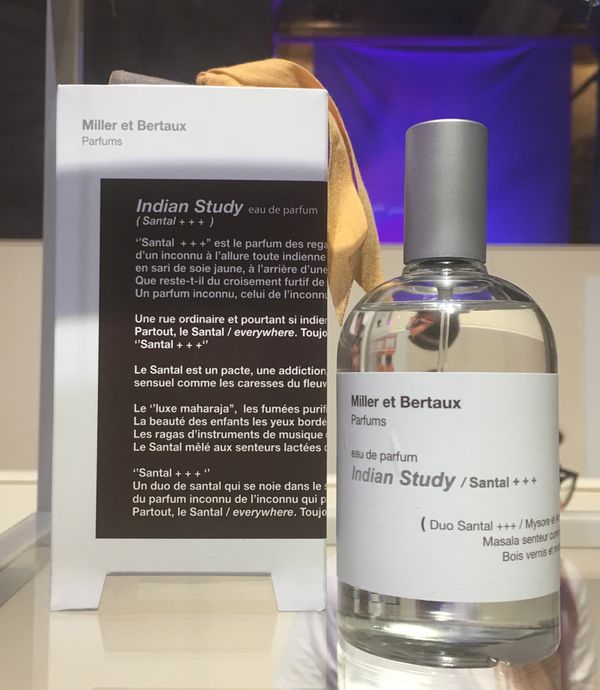 Miller et Bertaux
Parfums
Indian Study eau de parfum
( Santal + + + )
‘‘Santal + + +” est le parfum des rega
d'un inconnu à l'allure toute indienne
en sari de soie jaune, à l'arrière d'une
Que reste-t-il du croisement furtif de
Un parfum inconnu, celui de l'inconnu
Une rue ordinaire et pourtant si indien
Partout, le Santal / everywhere. Toujo
‘‘Santal + + +‘’
Le Santal est un pacte, une addiction,
sensuel comme les caresses du fleuv
Le ‘‘luxe maharaja”, les fumées purifi
La beauté des enfants les yeux bordé
Les ragas d'instruments de musique
Le Santal mêlé aux senteurs lactées d
‘‘Santal + + + ‘’
Un duo de santal qui se noie dans le s
du parfum inconnu de l'inconnu qui p
Partout, le Santal / everywhere. Toujo
Miller et Bertaux
Parfums
eau de parfum
Indian Study / Santal + + +
( Duo Santal +++ / Mysore et
Masala senteur
Bois vernis et